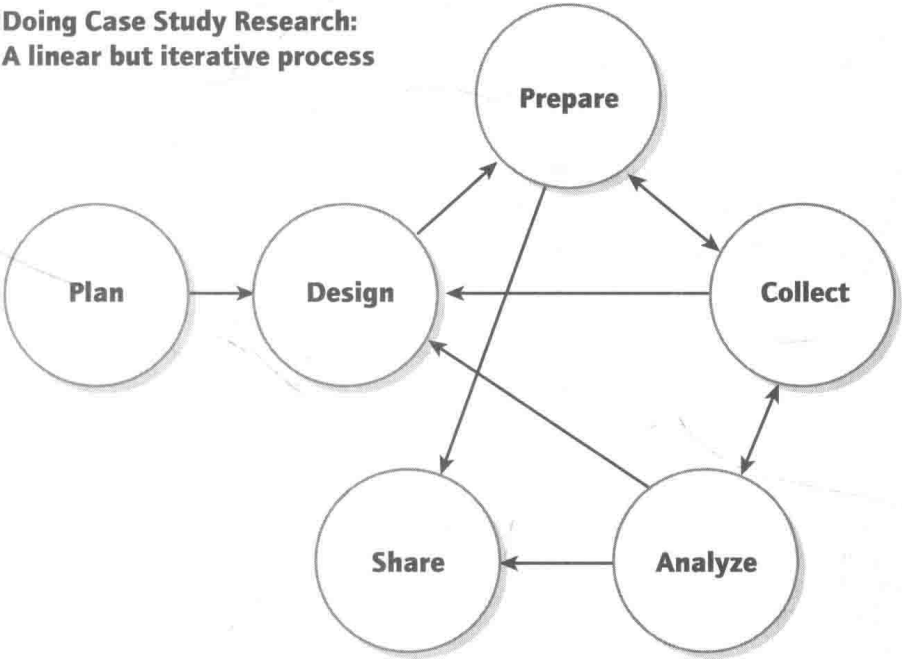 Doing Case Study Research:
A linear but iterative process
Prepare
Plan
Design
Collect
Share
Analyze